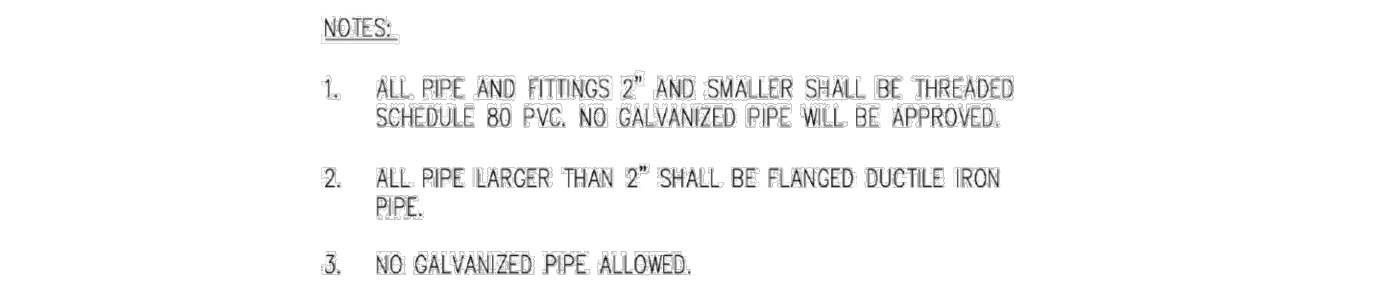 NOTES:
1. ALL PIPE AND FITTINGS 2" AND SMALLER SHALL BE THREADED
SCHEDULE 80 PVC. NO GALVANIZED PIPE WILL BE APPROVED.
2. ALL PIPE LARGER THAN 2" SHALL BE FLANGED DUCTILE IRON
PIPE.
3. NO GALVANIZED PIPE ALLOWED.